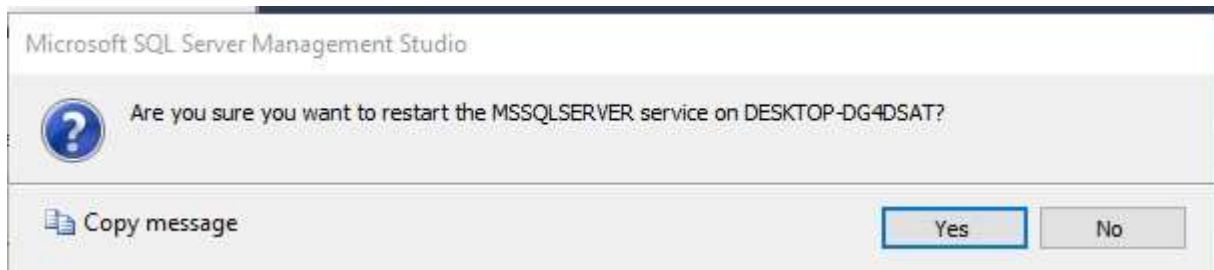 Microsoft SQL Server Management Studio
Are you sure you want to restart the MSSQLSERVER service on DESKTOP-DG4DSAT?
Copy message
Yes
No